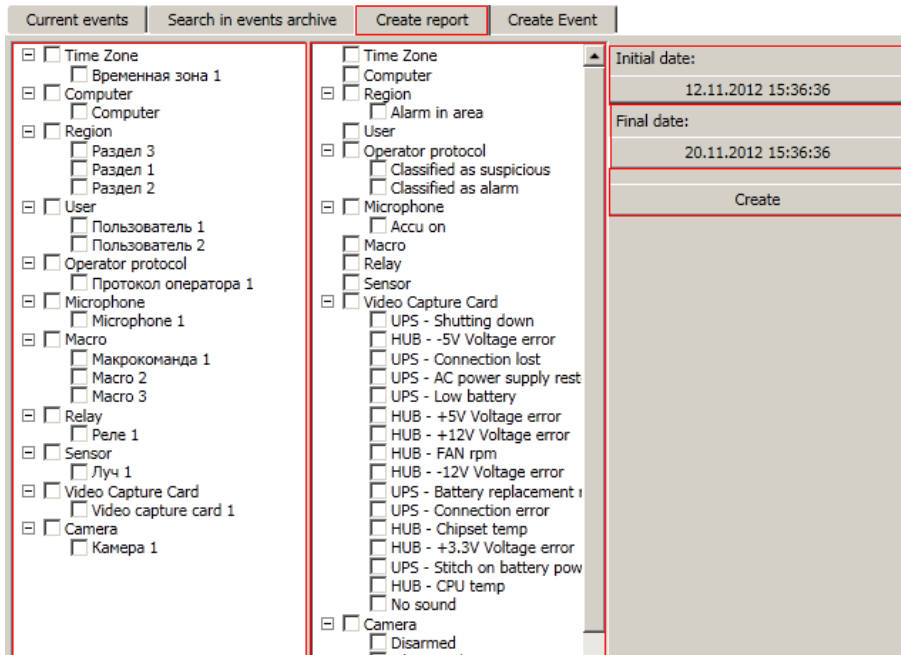 Current events
Search in events archive
Create report
Create Event
Time Zone
Временная зона 1
Computer
Computer
Region
Раздел 3
Раздел 1
Раздел 2
User
Пользователь 1
Пользователь 2
Operator protocol
Протокол оператора 1
Microphone
Microphone 1
Macro
Макрокоманда 1
Macro 2
Macro 3
Relay
Реле 1
Sensor
Луч 1
Video Capture Card
Video capture card 1
Camera
Камера 1
Time Zone
Computer
Region
Alarm in area
User
Operator protocol
Classified as suspicious
Classified as alarm
Microphone
Accu on
Macro
Relay
Sensor
Video Capture Card
UPS - Shutting down
HUB - -5V Voltage error
UPS - Connection lost
UPS - AC power supply rest
UPS - Low battery
HUB - +5V Voltage error
HUB - +12V Voltage error
HUB - FAN rpm
HUB - -12V Voltage error
UPS - Battery replacement
UPS - Connection error
HUB - Chipset temp
HUB - +3.3V Voltage error
UPS - Stitch on battery pow
HUB - CPU temp
No sound
Camera
Disarmed
Initial date:
12.11.2012 15:36:36
Final date:
20.11.2012 15:36:36
Create